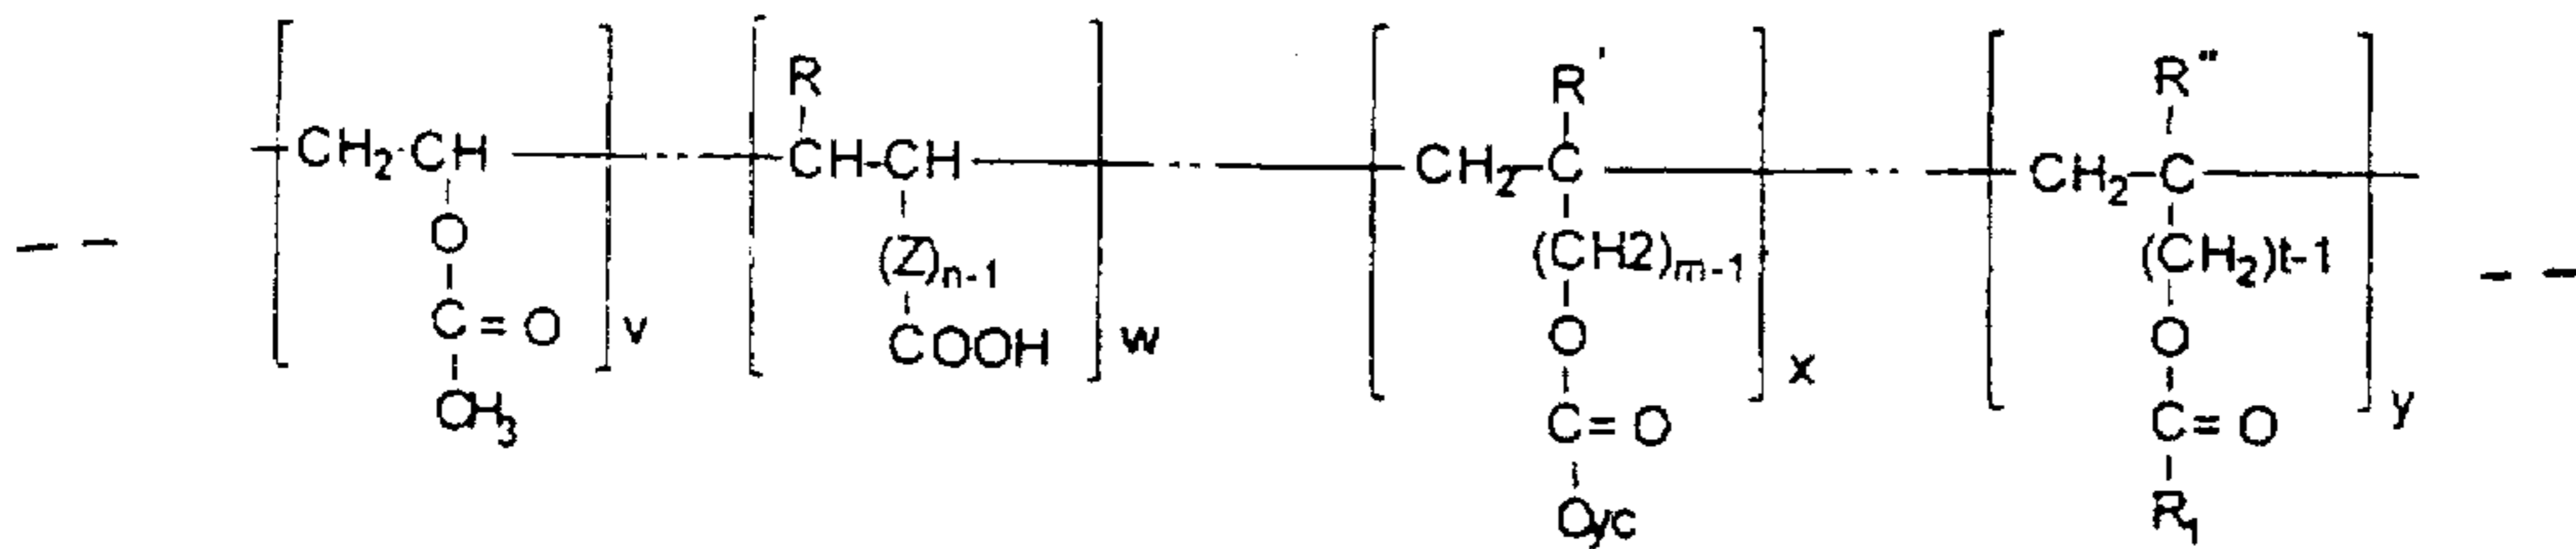 R R' R"
CH2-CH CH-CH CH2-C CH2-C
O (Z)n-1 (CH2)m-1 (CH2)t-1
C=O COOH v w O O x
CH3 C=O C=O y
Cyc R1